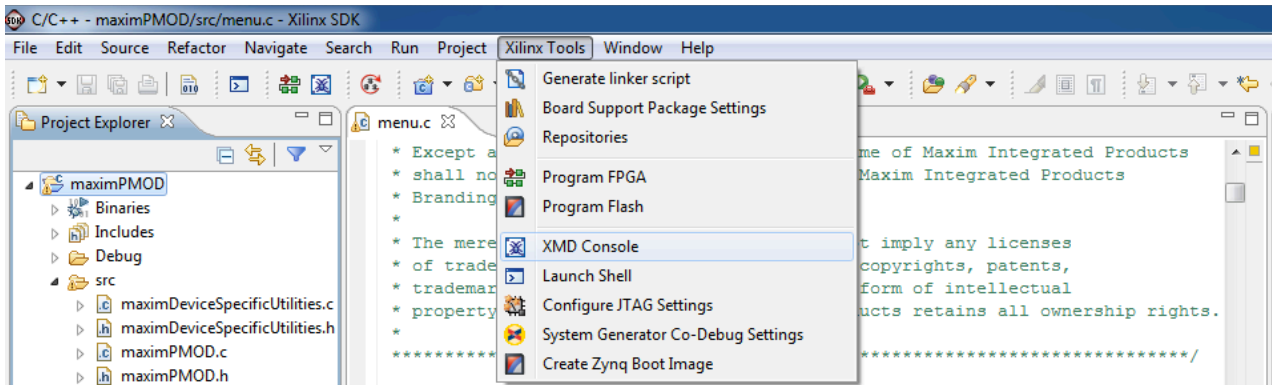 C/C++ - maximPMOD/src/menu.c - Xilinx SDK
File Edit Source Refactor Navigate Search Run Project Xilinx Tools Window Help
Project Explorer
maximPMOD
Binaries
Includes
Debug
src
maximDeviceSpecificUtilities.c
maximDeviceSpecificUtilities.h
maximPMOD.c
maximPMOD.h
menu.c
* Except a me of Maxim Integrated Products
* shall no Maxim Integrated Products
* Branding
*
* The mere t imply any licenses
* of trade copyrights, patents,
* trademar form of intellectual
* property ucts retains all ownership rights.
*
Generate linker script
Board Support Package Settings
Repositories
Program FPGA
Program Flash
XMD Console
Launch Shell
Configure JTAG Settings
System Generator Co-Debug Settings
Create Zynq Boot Image